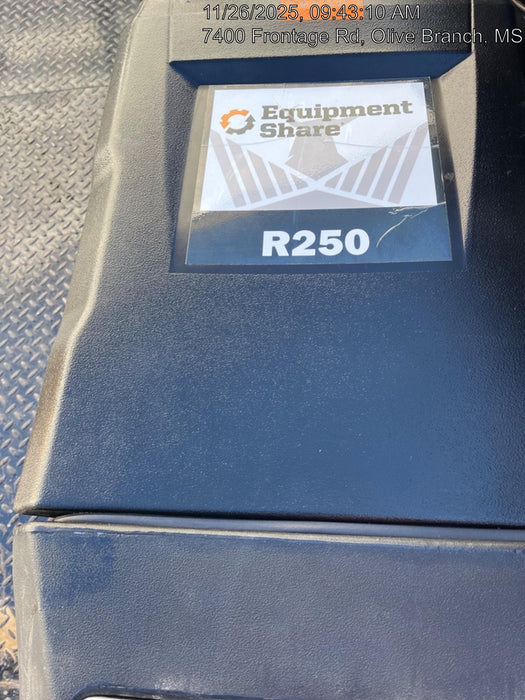 11/26/2025, 09:43:10 AM
7400 Frontage Rd, Olive Branch, MS
Equipment
Share
R250